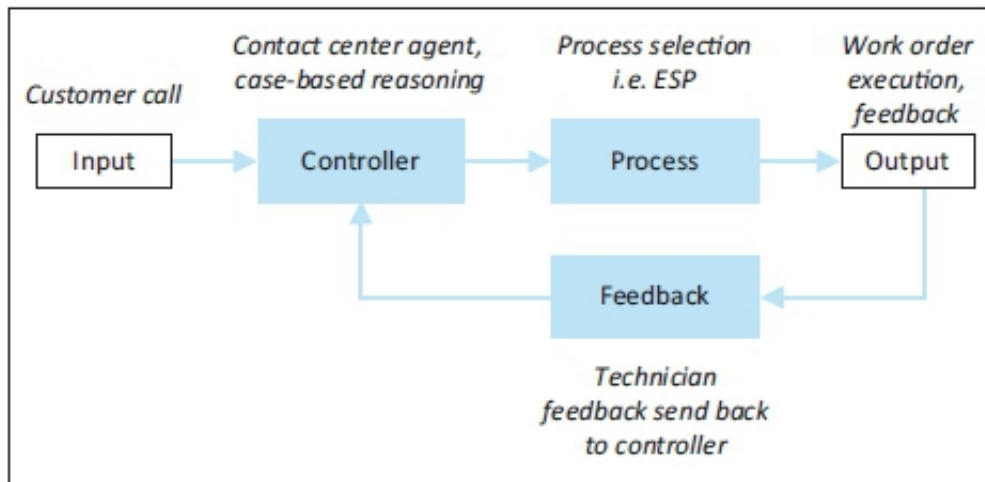 Customer call
Contact center agent,
case-based reasoning
Process selection
i.e. ESP
Work order
execution,
feedback
Input
Controller
Process
Output
Feedback
Technician
feedback send back
to controller